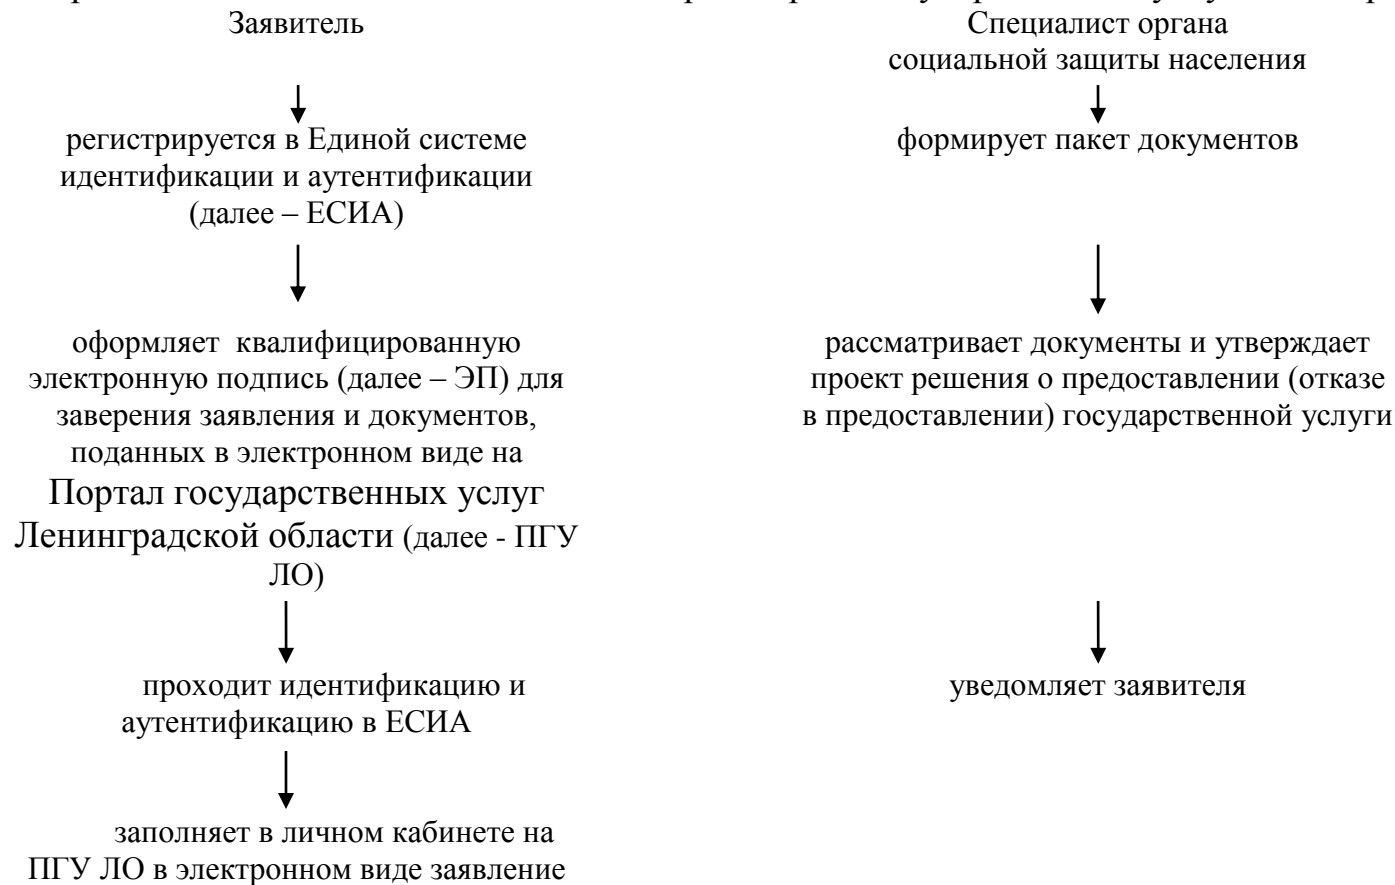 Заявитель
регистрируется в Единой системе
идентификации и аутентификации
(далее – ЕСИА)
оформляет квалифицированную
электронную подпись (далее – ЭП) для
заверения заявления и документов,
поданных в электронном виде на
Портал государственных услуг
Ленинградской области (далее - ПГУ
ЛО)
проходит идентификацию и
аутентификацию в ЕСИА
заполняет в личном кабинете на
ПГУ ЛО в электронном виде заявление
Специалист органа
социальной защиты населения
формирует пакет документов
рассматривает документы и утверждает
проект решения о предоставлении (отказе
в предоставлении) государственной услуги
уведомляет заявителя